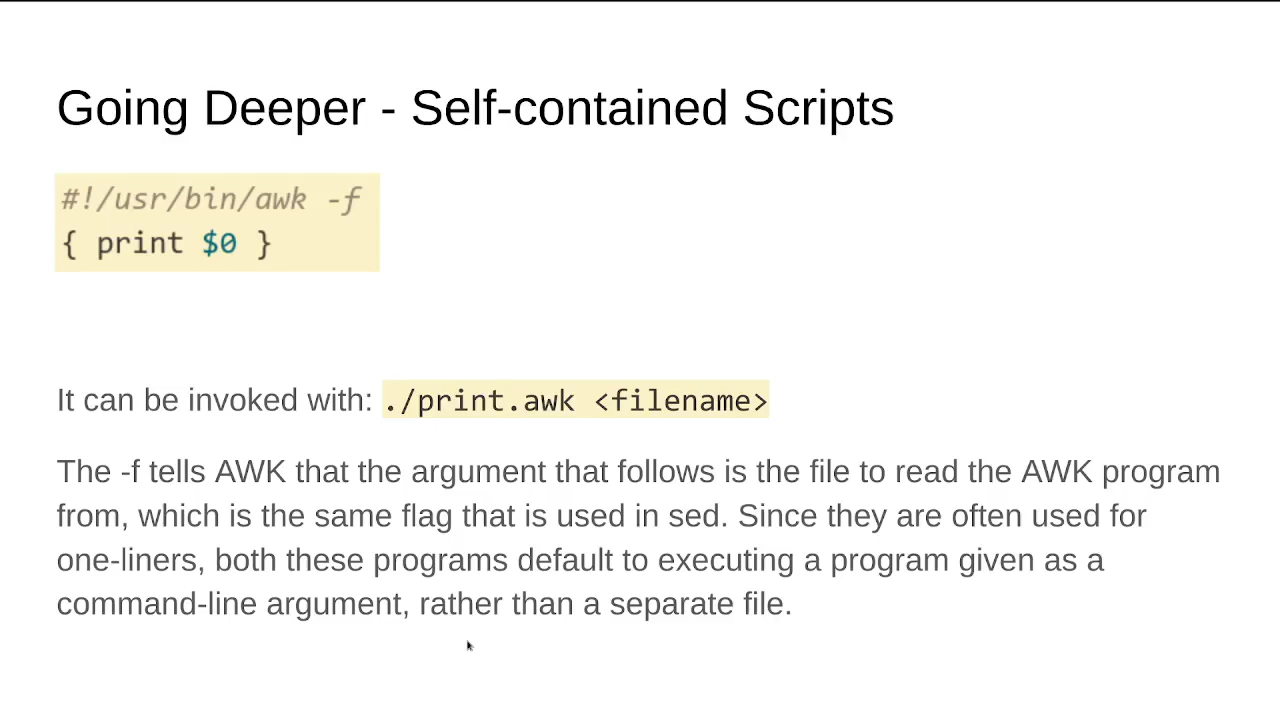 Going Deeper - Self-contained Scripts
#!/usr/bin/awk -f
{ print $0 }
It can be invoked with: ./print.awk <filename>
The -f tells AWK that the argument that follows is the file to read the AWK program
from, which is the same flag that is used in sed. Since they are often used for
one-liners, both these programs default to executing a program given as a
command-line argument, rather than a separate file.